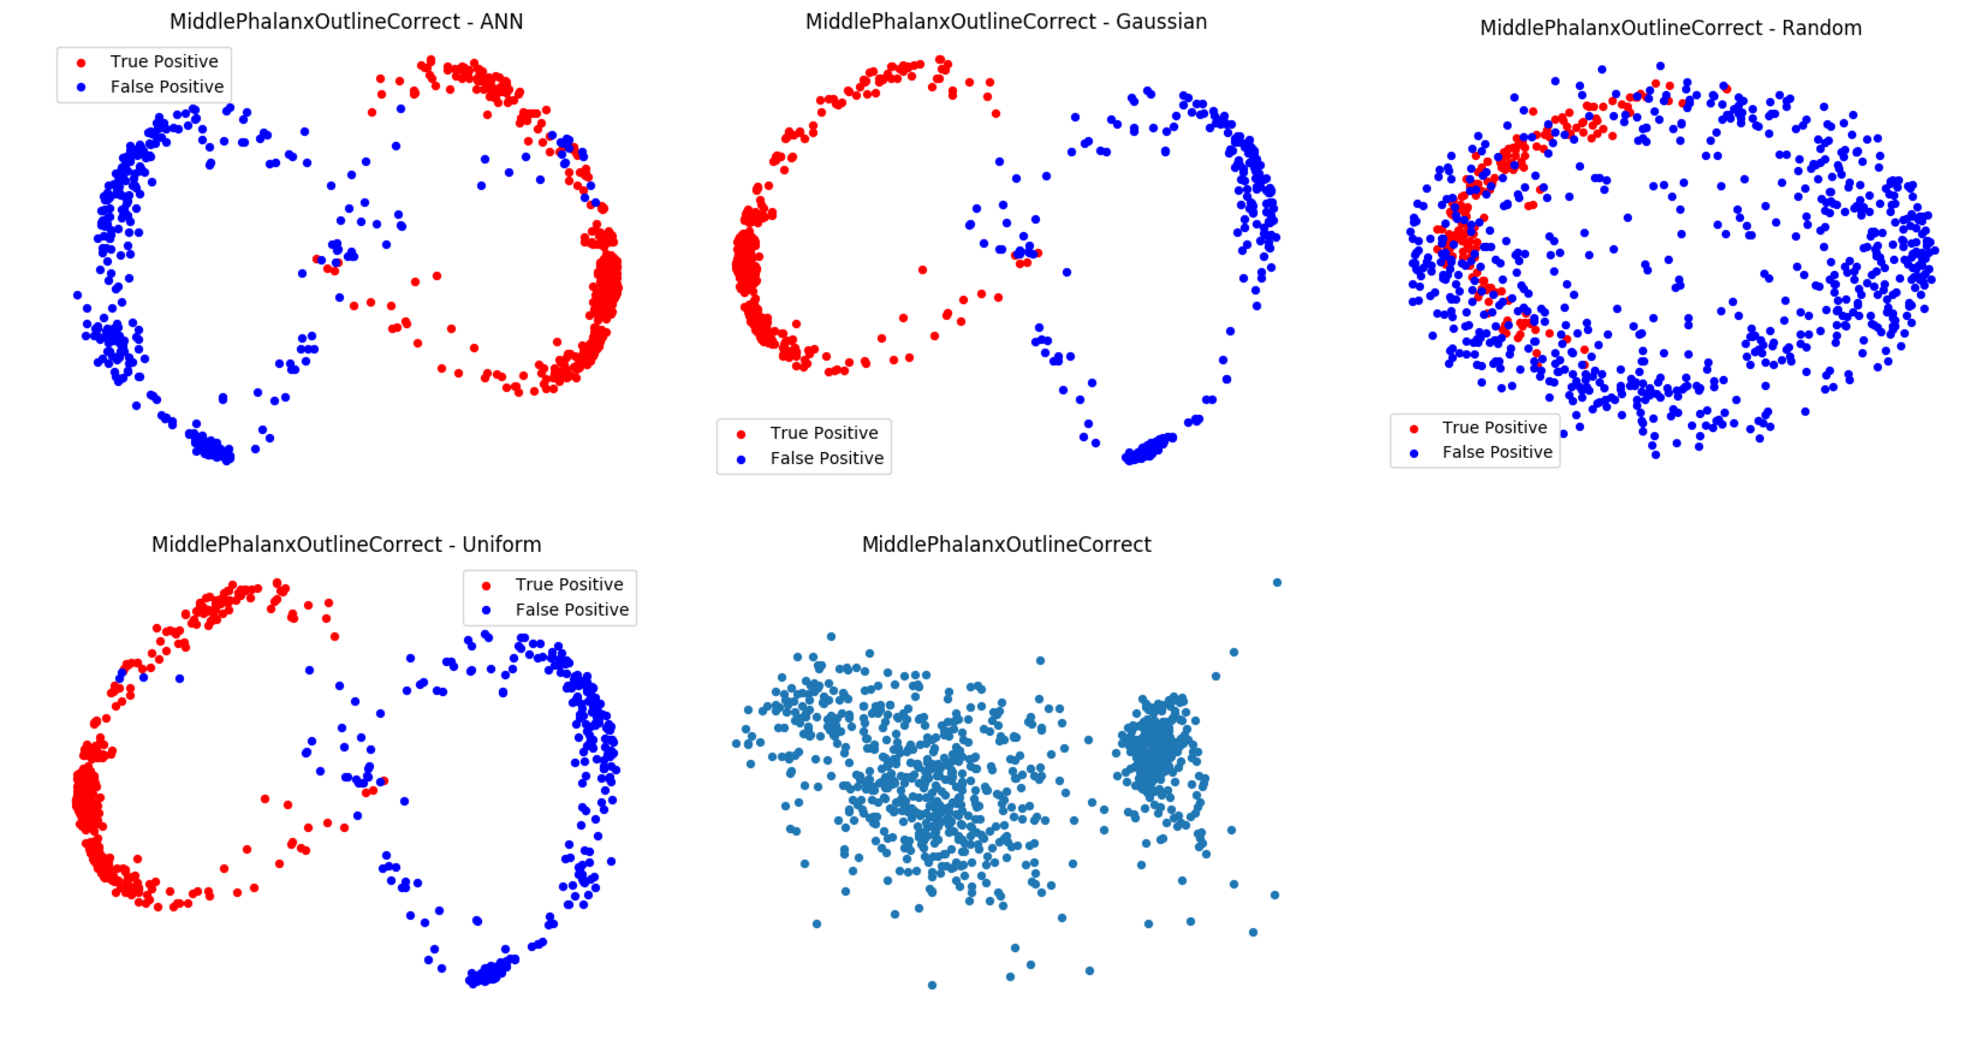 MiddlePhalanxOutlineCorrect - ANN
True Positive
False Positive
MiddlePhalanxOutlineCorrect - Gaussian
True Positive
False Positive
MiddlePhalanxOutlineCorrect - Random
True Positive
False Positive
MiddlePhalanxOutlineCorrect - Uniform
True Positive
False Positive
MiddlePhalanxOutlineCorrect